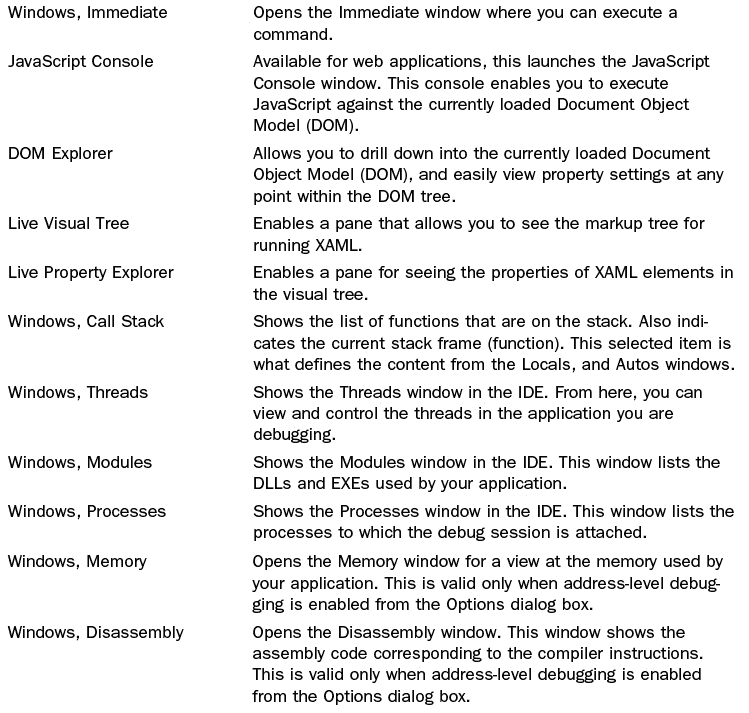 Windows, Immediate Opens the Immediate window where you can execute a
command.
JavaScript Console Available for web applications, this launches the JavaScript
Console window. This console enables you to execute
JavaScript against the currently loaded Document Object
Model (DOM).
DOM Explorer Allows you to drill down into the currently loaded Document
Object Model (DOM), and easily view property settings at any
point within the DOM tree.
Live Visual Tree Enables a pane that allows you to see the markup tree for
running XAML.
Live Property Explorer Enables a pane for seeing the properties of XAML elements in
the visual tree.
Windows, Call Stack Shows the list of functions that are on the stack. Also indi-
cates the current stack frame (function). This selected item is
what defines the content from the Locals, and Autos windows.
Windows, Threads Shows the Threads window in the IDE. From here, you can
view and control the threads in the application you are
debugging.
Windows, Modules Shows the Modules window in the IDE. This window lists the
DLLs and EXEs used by your application.
Windows, Processes Shows the Processes window in the IDE. This window lists the
processes to which the debug session is attached.
Windows, Memory Opens the Memory window for a view at the memory used by
your application. This is valid only when address-level debug-
ging is enabled from the Options dialog box.
Windows, Disassembly Opens the Disassembly window. This window shows the
assembly code corresponding to the compiler instructions.
This is valid only when address-level debugging is enabled
from the Options dialog box.